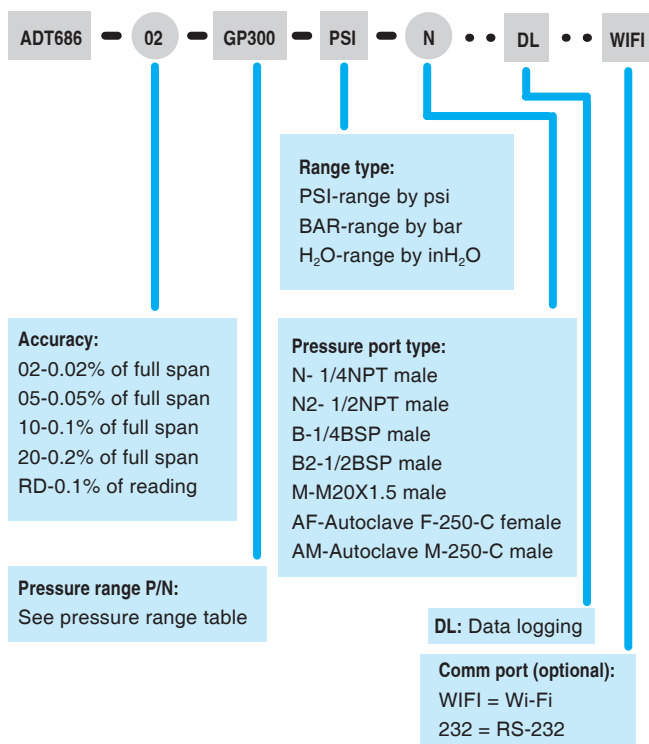 ADT686 - 02 - GP300 - PSI - N • • DL • • WIFI
Range type:
PSI-range by psi
BAR-range by bar
H₂O-range by inH₂O
Accuracy:
02-0.02% of full span
05-0.05% of full span
10-0.1% of full span
20-0.2% of full span
RD-0.1% of reading
Pressure port type:
N- 1/4NPT male
N2- 1/2NPT male
B-1/4BSP male
B2-1/2BSP male
M-M20X1.5 male
AF-Autoclave F-250-C female
AM-Autoclave M-250-C male
Pressure range P/N:
See pressure range table
DL: Data logging
Comm port (optional):
WIFI = Wi-Fi
232 = RS-232